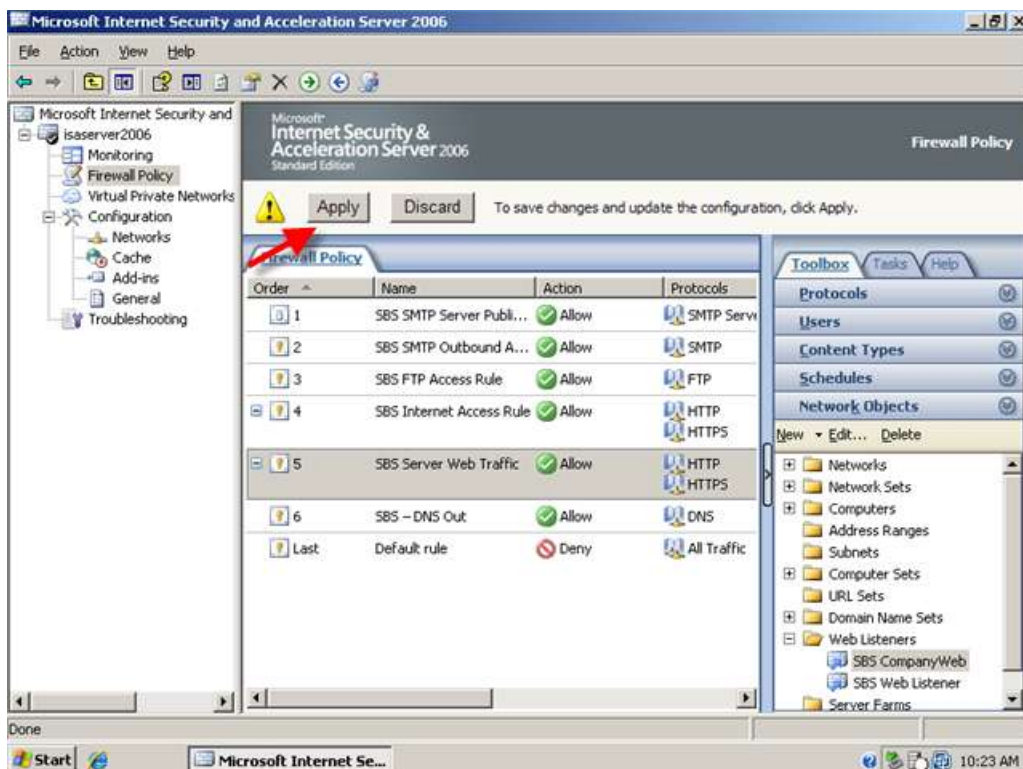 Microsoft Internet Security and Acceleration Server 2006
File Action View Help
Microsoft Internet Security and
isaserver2006
Monitoring
Firewall Policy
Virtual Private Networks
Configuration
Networks
Cache
Add-ins
General
Troubleshooting
Microsoft
Internet Security &
Acceleration Server 2006
Standard Edition
Firewall Policy
Apply Discard To save changes and update the configuration, click Apply.
Firewall Policy
Order Name Action Protocols
1 SBS SMTP Server Publi... Allow SMTP Serve
2 SBS SMTP Outbound A... Allow SMTP
3 SBS FTP Access Rule Allow FTP
4 SBS Internet Access Rule Allow HTTP
HTTPS
5 SBS Server Web Traffic Allow HTTP
HTTPS
6 SBS – DNS Out Allow DNS
Last Default rule Deny All Traffic
Toolbox Tasks Help
Protocols
Users
Content Types
Schedules
Network Objects
New Edit... Delete
Networks
Network Sets
Computers
Address Ranges
Subnets
Computer Sets
URL Sets
Domain Name Sets
Web Listeners
SBS CompanyWeb
SBS Web Listener
Server Farms
Done
Start Microsoft Internet Se... 10:23 AM